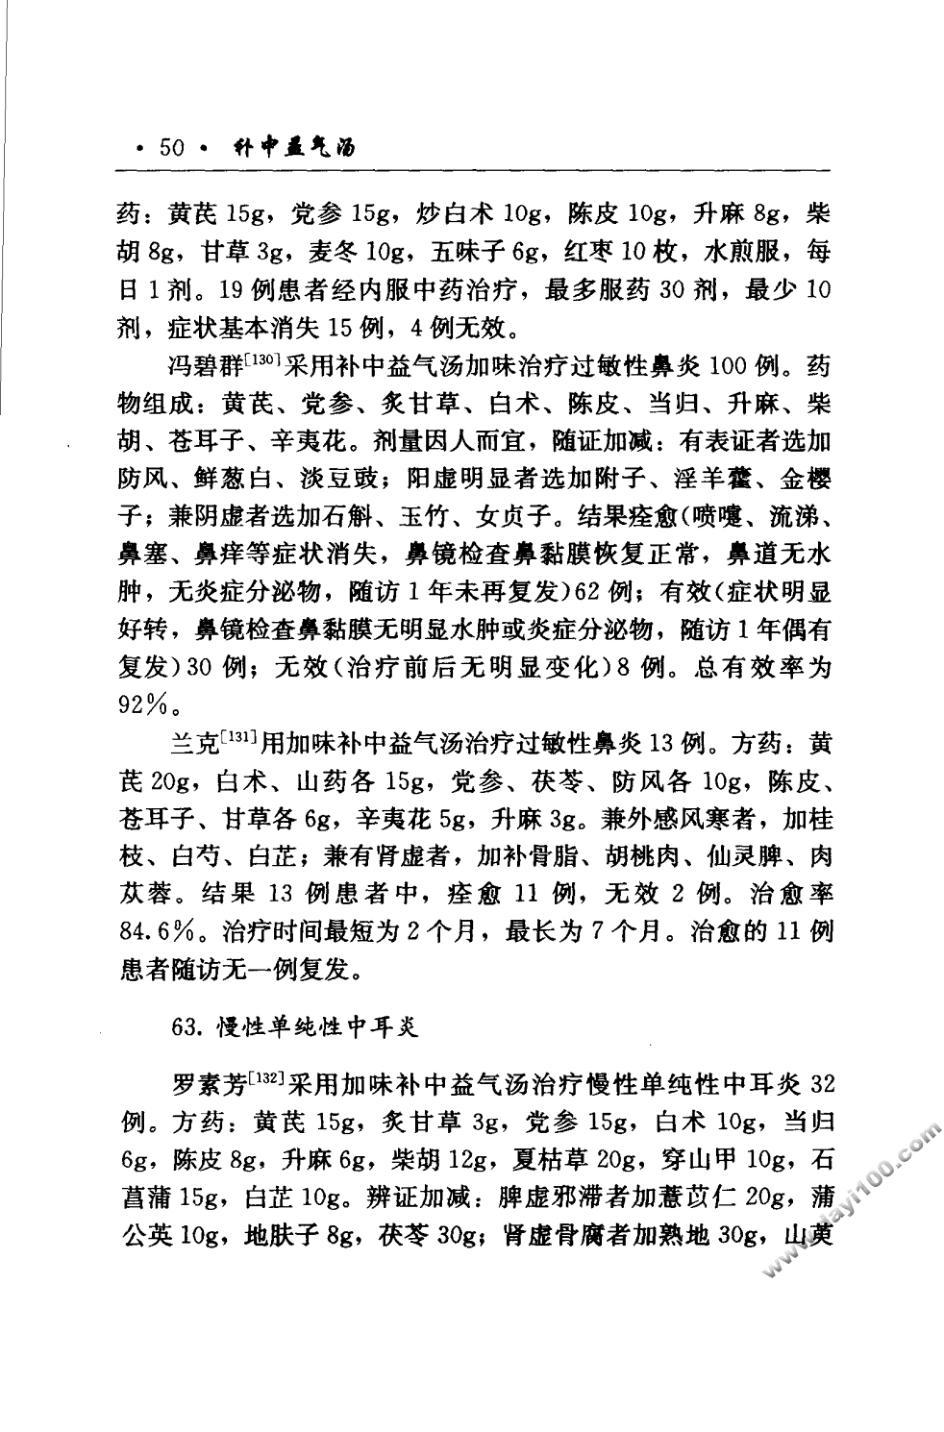 · 50 · 补中益气汤
药：黄芪 15g，党参 15g，炒白术 10g，陈皮 10g，升麻 8g，柴
胡 8g，甘草 3g，麦冬 10g，五味子 6g，红枣 10 枚，水煎服，每
日 1 剂。19 例患者经内服中药治疗，最多服药 30 剂，最少 10
剂，症状基本消失 15 例，4 例无效。
冯碧群[130]采用补中益气汤加味治疗过敏性鼻炎 100 例。药
物组成：黄芪、党参、炙甘草、白术、陈皮、当归、升麻、柴
胡、苍耳子、辛夷花。剂量因人而宜，随证加减：有表证者选加
防风、鲜葱白、淡豆豉；阳虚明显者选加附子、淫羊藿、金樱
子；兼阴虚者选加石斛、玉竹、女贞子。结果痊愈(喷嚏、流涕、
鼻塞、鼻痒等症状消失，鼻镜检查鼻黏膜恢复正常，鼻道无水
肿，无炎症分泌物，随访 1 年未再复发)62 例；有效(症状明显
好转，鼻镜检查鼻黏膜无明显水肿或炎症分泌物，随访 1 年偶有
复发)30 例；无效(治疗前后无明显变化)8 例。总有效率为
92%。
兰克[131]用加味补中益气汤治疗过敏性鼻炎 13 例。方药：黄
芪 20g，白术、山药各 15g，党参、茯苓、防风各 10g，陈皮、
苍耳子、甘草各 6g，辛夷花 5g，升麻 3g。兼外感风寒者，加桂
枝、白芍、白芷；兼有肾虚者，加补骨脂、胡桃肉、仙灵脾、肉
苁蓉。结果 13 例患者中，痊愈 11 例，无效 2 例。治愈率
84.6%。治疗时间最短为 2 个月，最长为 7 个月。治愈的 11 例
患者随访无一例复发。
63. 慢性单纯性中耳炎
罗素芳[132]采用加味补中益气汤治疗慢性单纯性中耳炎 32
例。方药：黄芪 15g，炙甘草 3g，党参 15g，白术 10g，当归
6g，陈皮 8g，升麻 6g，柴胡 12g，夏枯草 20g，穿山甲 10g，石
菖蒲 15g，白芷 10g。辨证加减：脾虚邪滞者加薏苡仁 20g，蒲
公英 10g，地肤子 8g，茯苓 30g；肾虚骨腐者加熟地 30g，山萸
www.dayi100.com